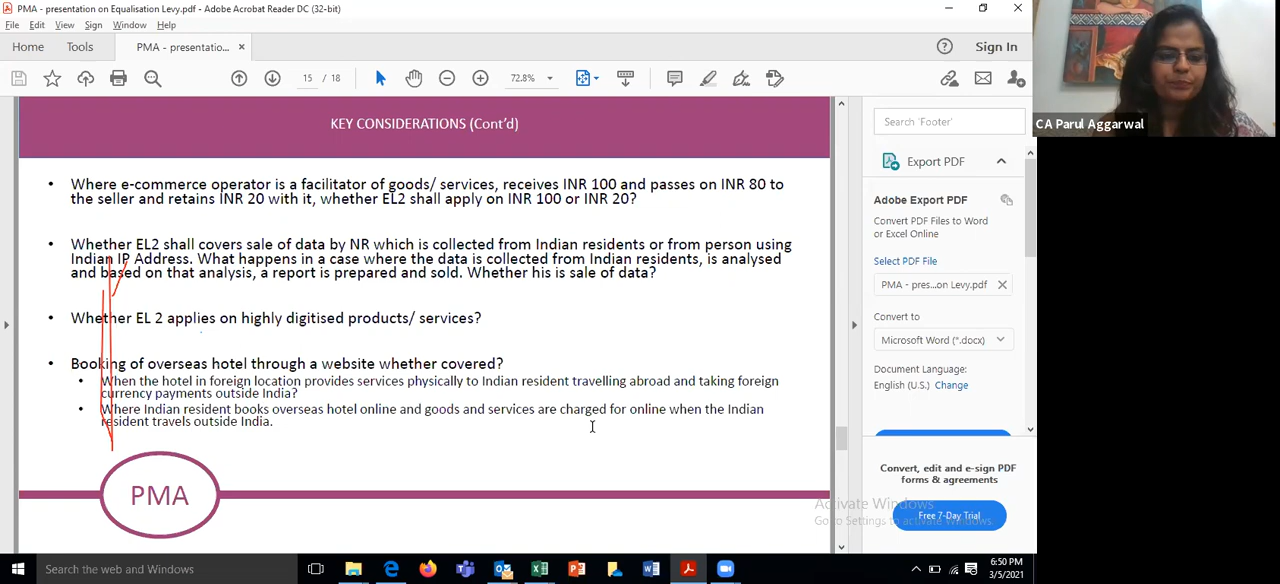 PMA - presentation on Equalisation Levy.pdf - Adobe Acrobat Reader DC (32-bit)
File Edit View Sign Window Help
Home Tools PMA - presentatio... × Sign In
15 / 18 72.8%
KEY CONSIDERATIONS (Cont'd)
• Where e-commerce operator is a facilitator of goods/ services, receives INR 100 and passes on INR 80 to
the seller and retains INR 20 with it, whether EL2 shall apply on INR 100 or INR 20?
• Whether EL2 shall covers sale of data by NR which is collected from Indian residents or from person using
Indian IP Address. What happens in a case where the data is collected from Indian residents, is analysed
and based on that analysis, a report is prepared and sold. Whether his is sale of data?
• Whether EL 2 applies on highly digitised products/ services?
• Booking of overseas hotel through a website whether covered?
• When the hotel in foreign location provides services physically to Indian resident travelling abroad and taking foreign
currency payments outside India?
• Where Indian resident books overseas hotel online and goods and services are charged for online when the Indian
resident travels outside India.
PMA
Search 'Footer'
Export PDF
Adobe Export PDF
Convert PDF Files to Word
or Excel Online
Select PDF File
PMA - pres...on Levy.pdf
Convert to
Microsoft Word (*.docx)
Document Language:
English (U.S.) Change
Convert, edit and e-sign PDF
forms & agreements
Free 7-Day Trial
Activate Windows
Go to Settings to activate Windows.
CA Parul Aggarwal
Search the web and Windows
6:50 PM
3/5/2021